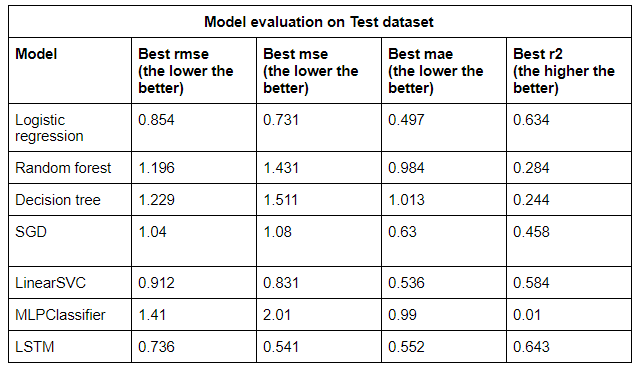 Model evaluation on Test dataset
Model Best rmse (the lower the better) Best mse (the lower the better) Best mae (the lower the better) Best r2 (the higher the better)
Logistic regression 0.854 0.731 0.497 0.634
Random forest 1.196 1.431 0.984 0.284
Decision tree 1.229 1.511 1.013 0.244
SGD 1.04 1.08 0.63 0.458
LinearSVC 0.912 0.831 0.536 0.584
MLPClassifier 1.41 2.01 0.99 0.01
LSTM 0.736 0.541 0.552 0.643